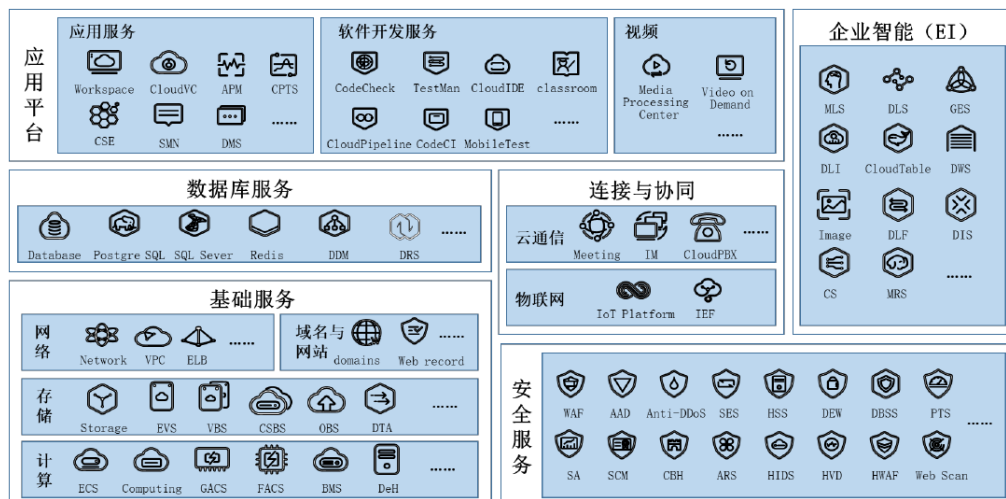 应用平台
应用服务
Workspace CloudVC APM CPTS
CSE SMN DMS ……
软件开发服务
CodeCheck TestMan CloudIDE classroom
CloudPipeline CodeCI MobileTest ……
视频
Media Processing Center
Video on Demand
……
企业智能（EI）
MLS DLS GES
DLI CloudTable DWS
Image DLF DIS
CS MRS ……
数据库服务
Database Postgre SQL SQL Sever Redis DDM DRS ……
连接与协同
云通信
Meeting IM CloudPBX ……
物联网
IoT Platform IEF
基础服务
网络
Network VPC ELB ……
域名与网站
domains Web record ……
存储
Storage EVS VBS CSBS OBS DTA ……
计算
ECS Computing GACS FACS BMS DeH ……
安全服务
WAF AAD Anti-DDoS SES HSS DEW DBSS PTS ……
SA SCM CBH ARS HIDS HVD HWAF Web Scan